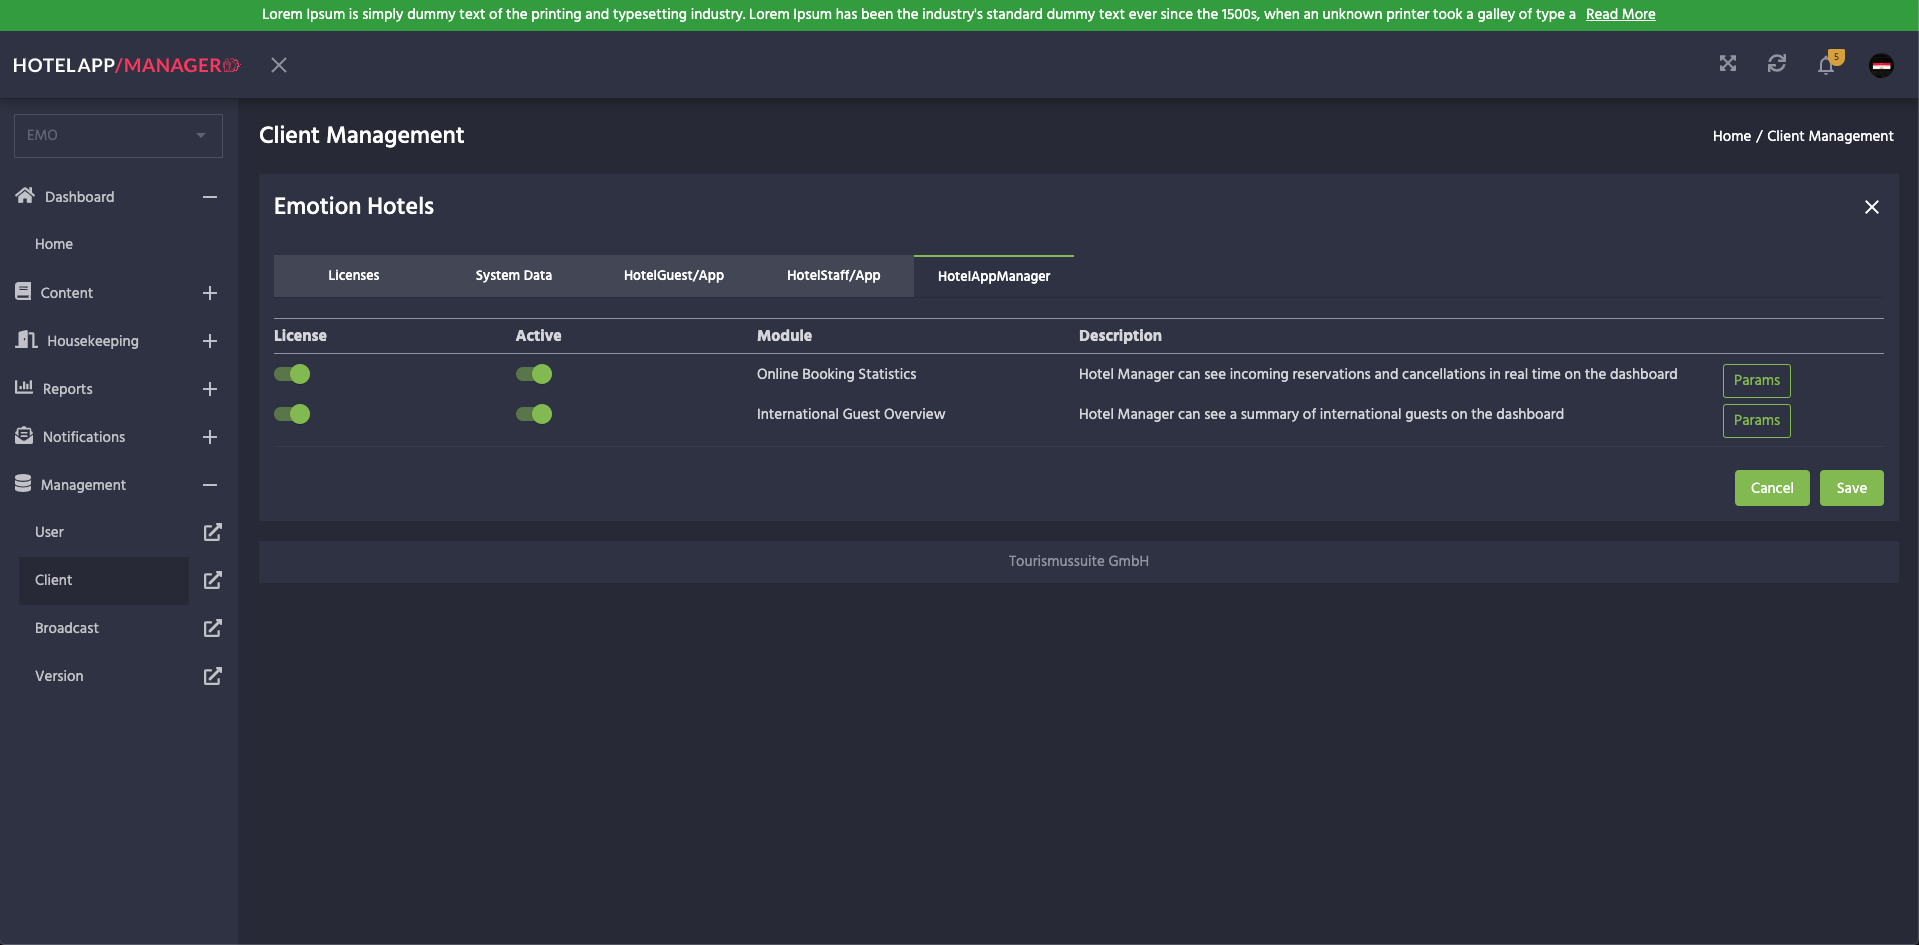 Lorem Ipsum is simply dummy text of the printing and typesetting industry. Lorem Ipsum has been the industry's standard dummy text ever since the 1500s, when an unknown printer took a galley of type a Read More
HOTELAPP/MANAGER
5
EMO
Dashboard
Home
Content
Housekeeping
Reports
Notifications
Management
User
Client
Broadcast
Version
Client Management
Home / Client Management
Emotion Hotels
Licenses System Data HotelGuest/App HotelStaff/App HotelAppManager
License Active Module Description
Online Booking Statistics Hotel Manager can see incoming reservations and cancellations in real time on the dashboard Params
International Guest Overview Hotel Manager can see a summary of international guests on the dashboard Params
Cancel Save
Tourismussuite GmbH